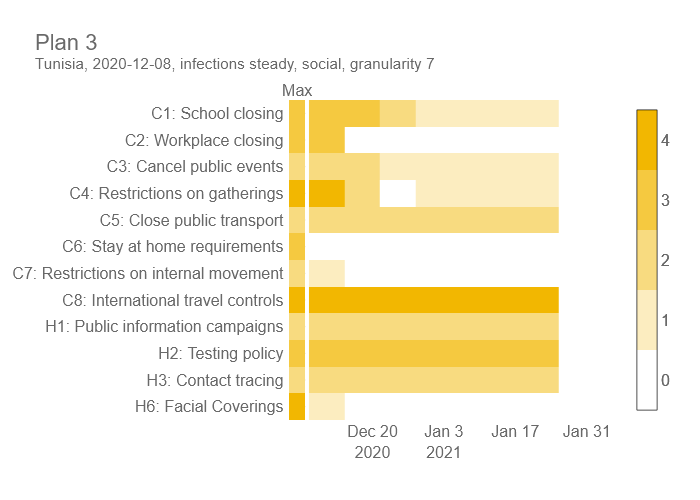 Plan 3
Tunisia, 2020-12-08, infections steady, social, granularity 7
Max
C1: School closing
C2: Workplace closing
C3: Cancel public events
C4: Restrictions on gatherings
C5: Close public transport
C6: Stay at home requirements
C7: Restrictions on internal movement
C8: International travel controls
H1: Public information campaigns
H2: Testing policy
H3: Contact tracing
H6: Facial Coverings
Dec 20 Jan 3 Jan 17 Jan 31
2020 2021
4
3
2
1
0